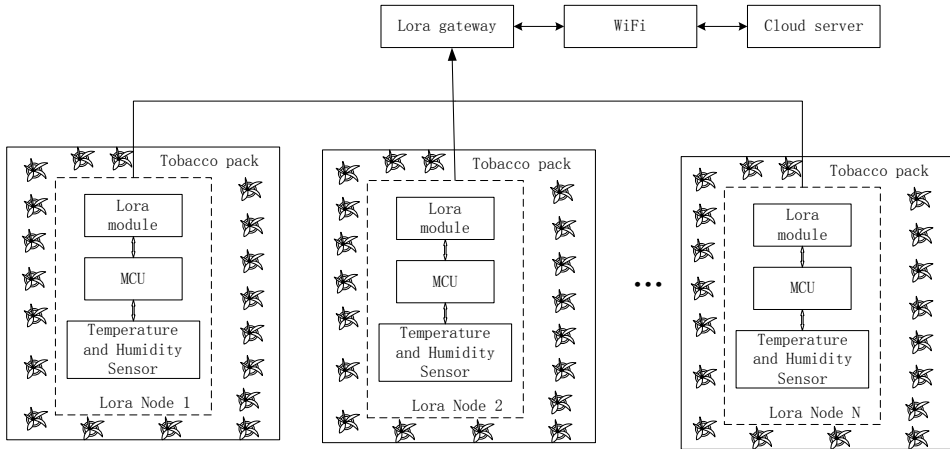 Lora gateway
WiFi
Cloud server
Tobacco pack
Lora
module
MCU
Temperature
and Humidity
Sensor
Lora Node 1
Tobacco pack
Lora
module
MCU
Temperature
and Humidity
Sensor
Lora Node 2
...
Tobacco pack
Lora
module
MCU
Temperature
and Humidity
Sensor
Lora Node N